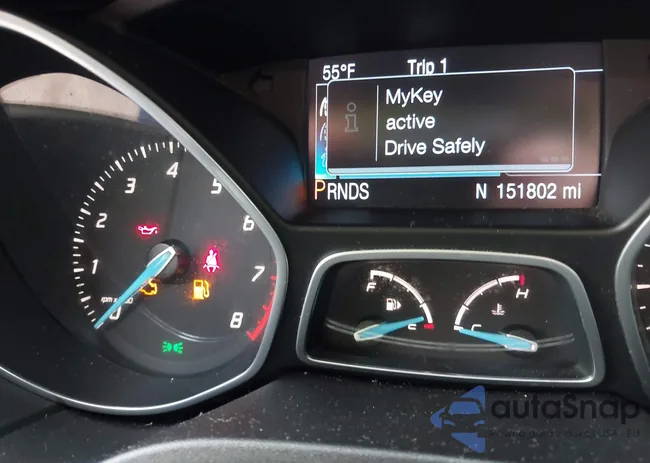 55°F Trip 1
MyKey
active
Drive Safely
PRNDS N 151802 mi
4
3 5
2 6
1 7
0 8
F E
C H
autaSnap